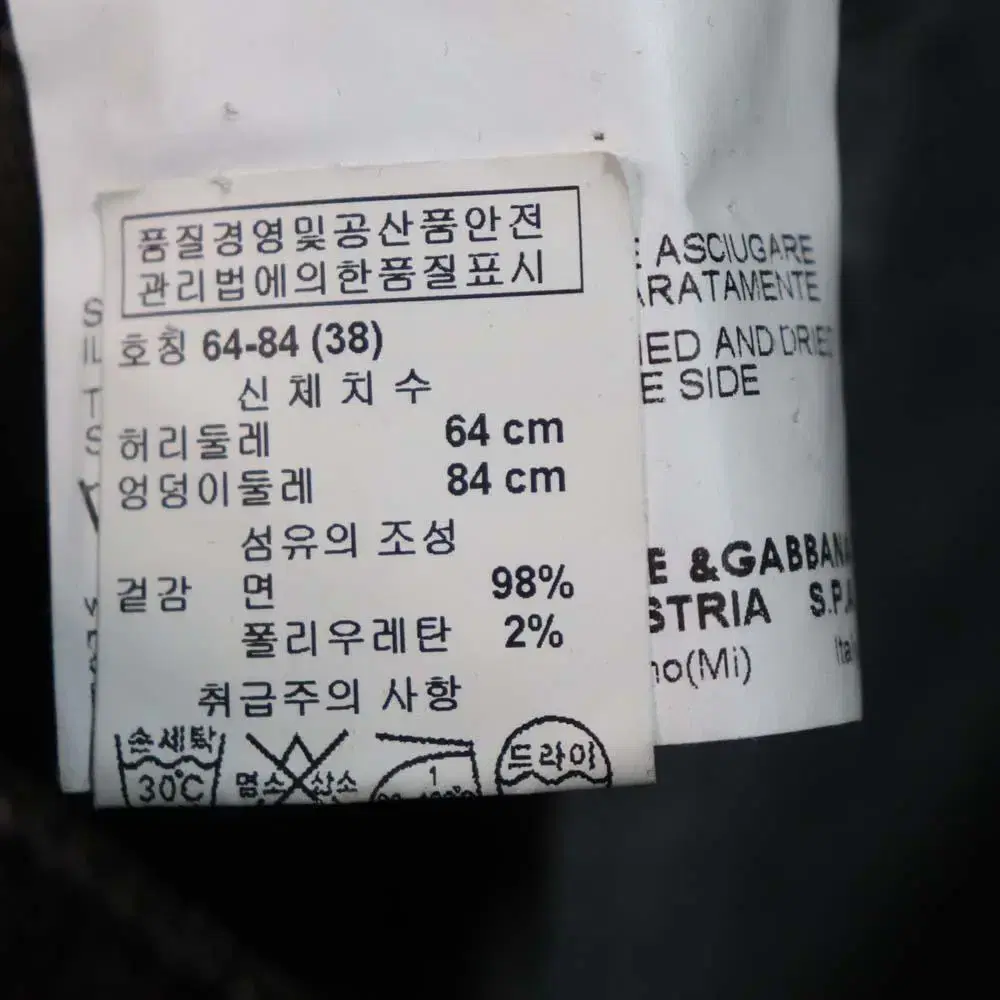 품질경영및공산품안전
관리법에의한품질표시
호칭 64-84 (38)
신 체 치 수
허리둘레 64 cm
엉덩이둘레 84 cm
섬유의 조성
겉감 면 98%
폴리우레탄 2%
취급주의 사항
손세탁
30℃
염소 산소
1
드라이
E ASCIUGARE
ARATAMENTE
IED AND DRIED
E SIDE
E &GABBANA
STRIA S.P.A
no(Mi) Ita